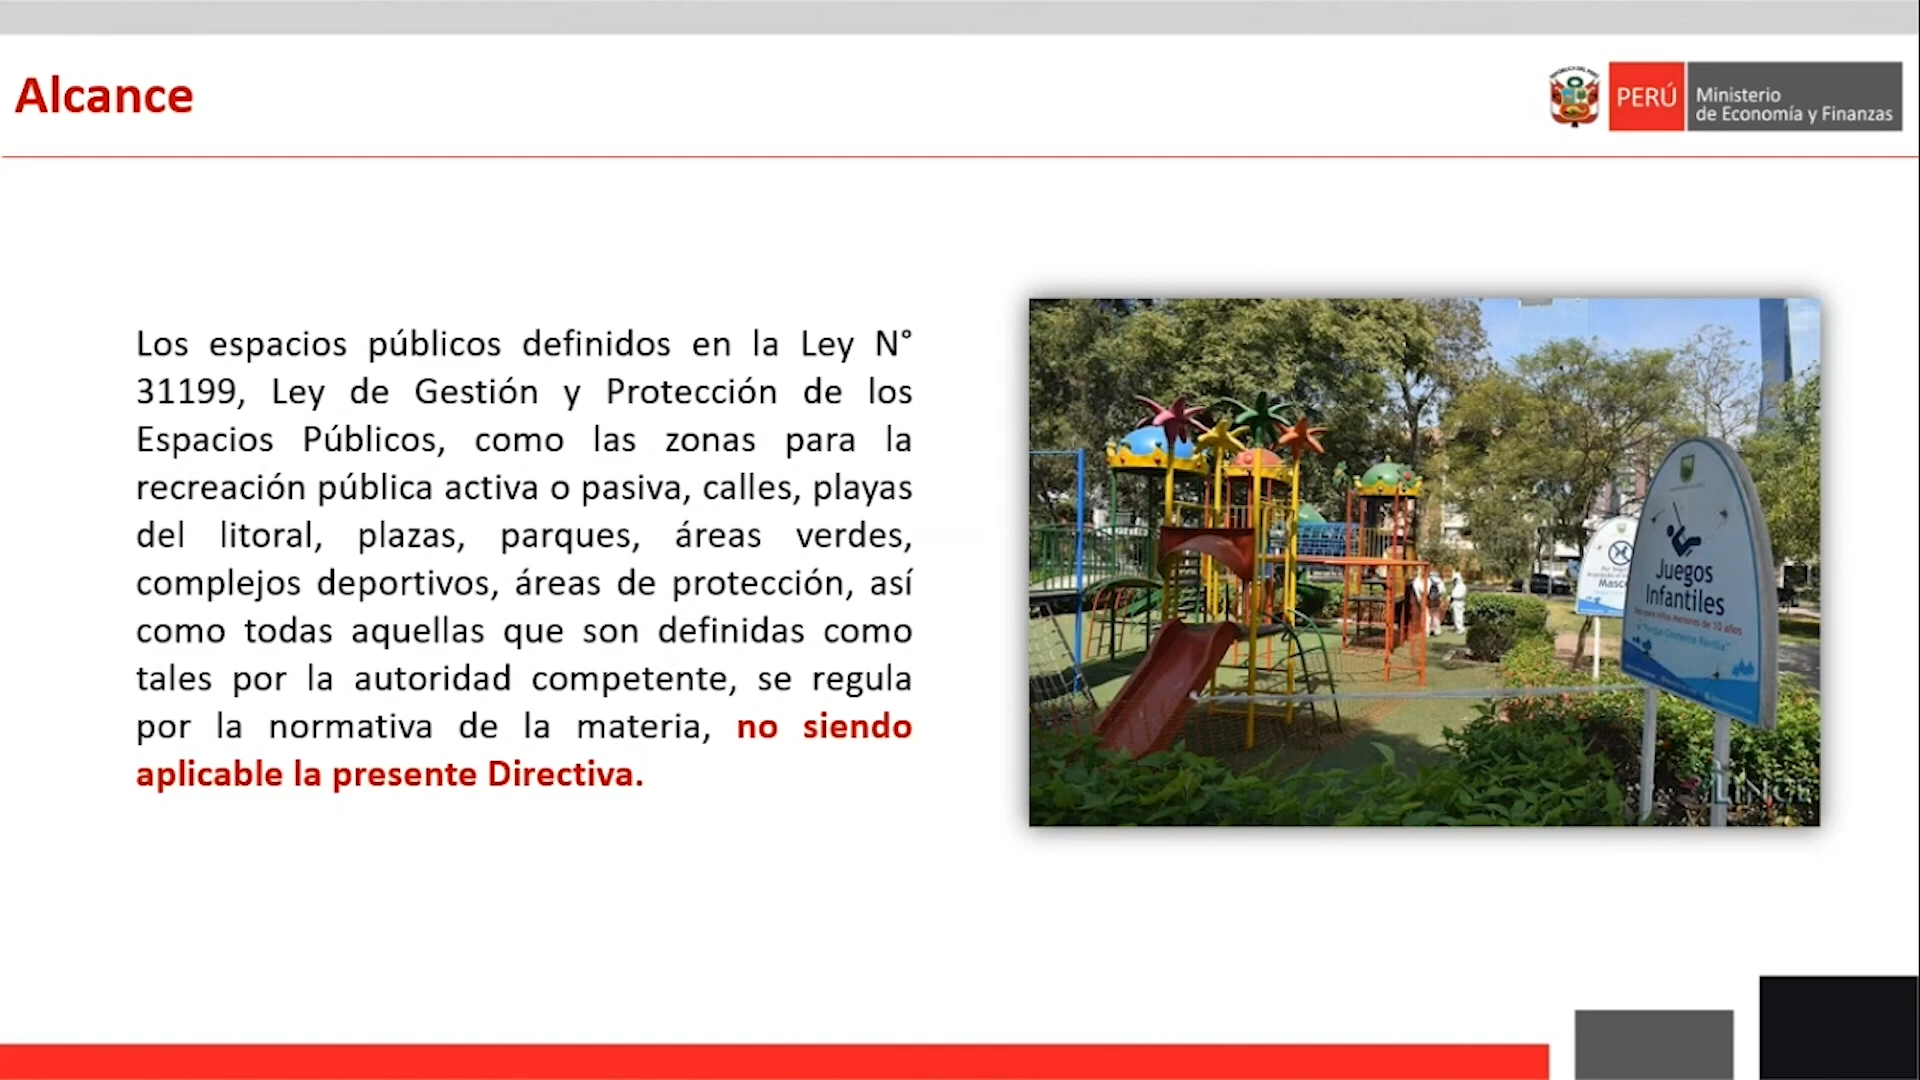 Alcance
PERÚ
Ministerio
de Economía y Finanzas
Los espacios públicos definidos en la Ley N°
31199, Ley de Gestión y Protección de los
Espacios Públicos, como las zonas para la
recreación pública activa o pasiva, calles, playas
del litoral, plazas, parques, áreas verdes,
complejos deportivos, áreas de protección, así
como todas aquellas que son definidas como
tales por la autoridad competente, se regula
por la normativa de la materia, no siendo
aplicable la presente Directiva.
Juegos
Infantiles